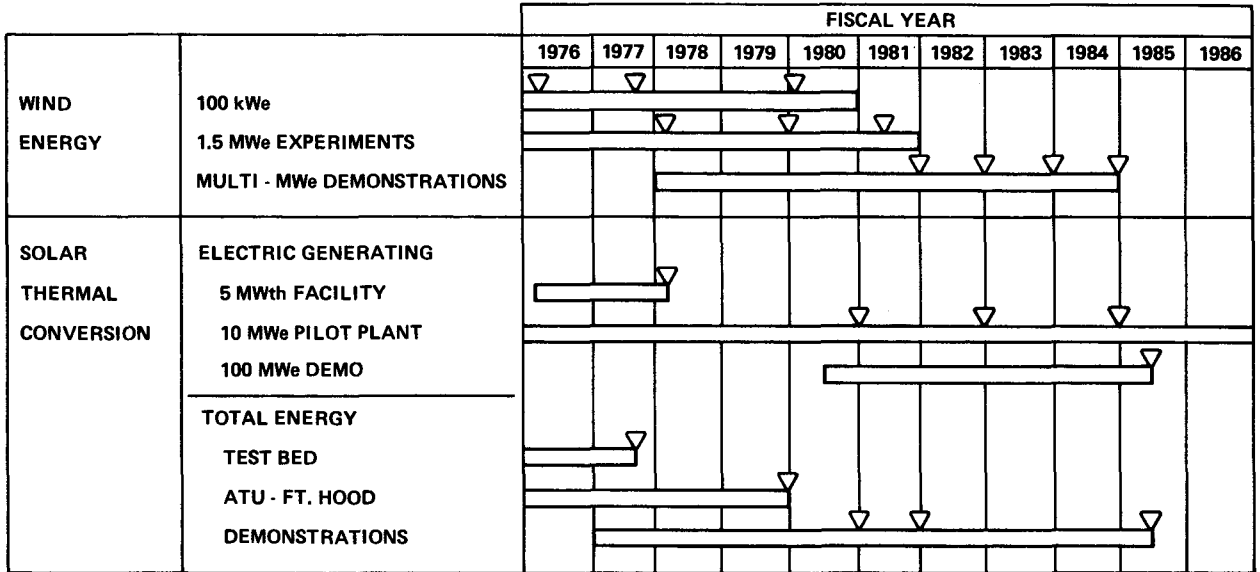 FISCAL YEAR
1976 1977 1978 1979 1980 1981 1982 1983 1984 1985 1986
WIND 100 kWe
ENERGY 1.5 MWe EXPERIMENTS
MULTI - MWe DEMONSTRATIONS
SOLAR ELECTRIC GENERATING
THERMAL 5 MWth FACILITY
CONVERSION 10 MWe PILOT PLANT
100 MWe DEMO
TOTAL ENERGY
TEST BED
ATU - FT. HOOD
DEMONSTRATIONS